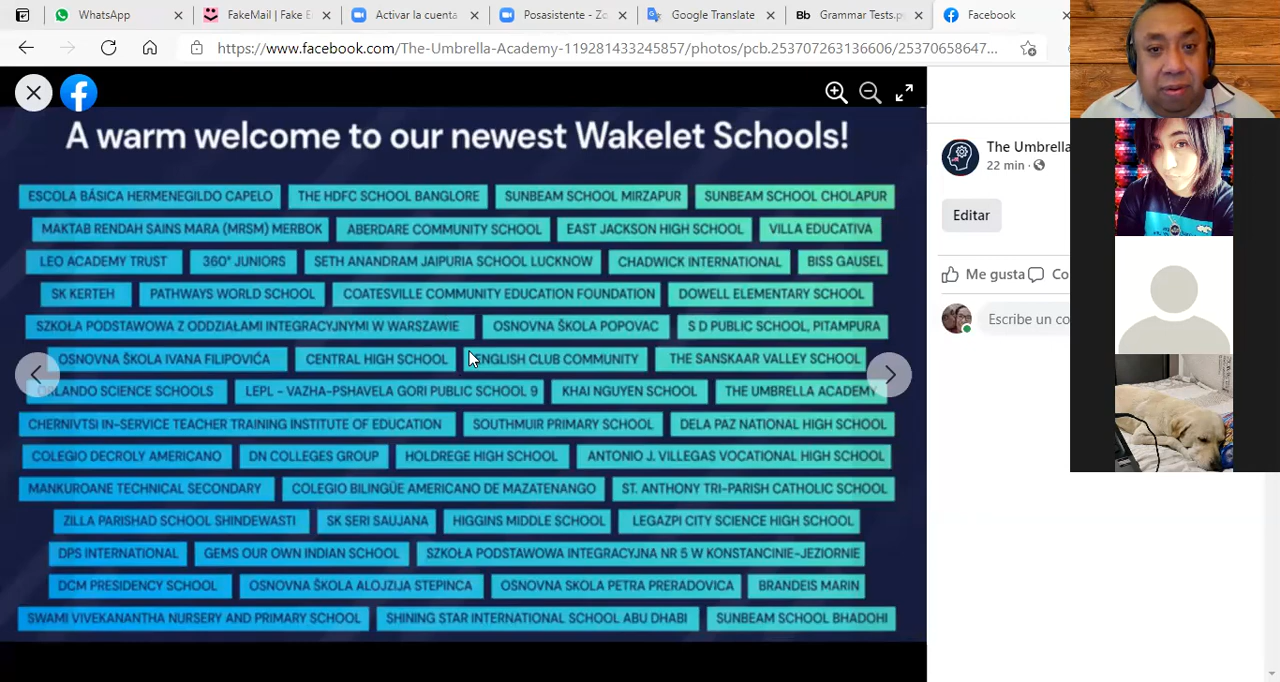 WhatsApp
FakeMail | Fake E
Activar la cuenta
Posasistente - Zo
Google Translate
Bb Grammar Tests.p
Facebook
https://www.facebook.com/The-Umbrella-Academy-119281433245857/photos/pcb.253707263136606/25370658647...
A warm welcome to our newest Wakelet Schools!
ESCOLA BÁSICA HERMENEGILDO CAPELO THE HDFC SCHOOL BANGLORE SUNBEAM SCHOOL MIRZAPUR SUNBEAM SCHOOL CHOLAPUR
MAKTAB RENDAH SAINS MARA (MRSM) MERBOK ABERDARE COMMUNITY SCHOOL EAST JACKSON HIGH SCHOOL VILLA EDUCATIVA
LEO ACADEMY TRUST 360° JUNIORS SETH ANANDRAM JAIPURIA SCHOOL LUCKNOW CHADWICK INTERNATIONAL BISS GAUSEL
SK KERTEH PATHWAYS WORLD SCHOOL COATESVILLE COMMUNITY EDUCATION FOUNDATION DOWELL ELEMENTARY SCHOOL
SZKOŁA PODSTAWOWA Z ODDZIAŁAMI INTEGRACYJNYMI W WARSZAWIE OSNOVNA ŠKOLA POPOVAC S D PUBLIC SCHOOL, PITAMPURA
OSNOVNA ŠKOLA IVANA FILIPOVIĆA CENTRAL HIGH SCHOOL ENGLISH CLUB COMMUNITY THE SANSKAAR VALLEY SCHOOL
ORLANDO SCIENCE SCHOOLS LEPL - VAZHA-PSHAVELA GORI PUBLIC SCHOOL 9 KHAI NGUYEN SCHOOL THE UMBRELLA ACADEMY
CHERNIVTSI IN-SERVICE TEACHER TRAINING INSTITUTE OF EDUCATION SOUTHMUIR PRIMARY SCHOOL DELA PAZ NATIONAL HIGH SCHOOL
COLEGIO DECROLY AMERICANO DN COLLEGES GROUP HOLDREGE HIGH SCHOOL ANTONIO J. VILLEGAS VOCATIONAL HIGH SCHOOL
MANKUROANE TECHNICAL SECONDARY COLEGIO BILINGÜE AMERICANO DE MAZATENANGO ST. ANTHONY TRI-PARISH CATHOLIC SCHOOL
ZILLA PARISHAD SCHOOL SHINDEWASTI SK SERI SAUJANA HIGGINS MIDDLE SCHOOL LEGAZPI CITY SCIENCE HIGH SCHOOL
DPS INTERNATIONAL GEMS OUR OWN INDIAN SCHOOL SZKOŁA PODSTAWOWA INTEGRACYJNA NR 5 W KONSTANCINIE-JEZIORNIE
DCM PRESIDENCY SCHOOL OSNOVNA ŠKOLA ALOJZIJA STEPINCA OSNOVNA SKOLA PETRA PRERADOVICA BRANDEIS MARIN
SWAMI VIVEKANANTHA NURSERY AND PRIMARY SCHOOL SHINING STAR INTERNATIONAL SCHOOL ABU DHABI SUNBEAM SCHOOL BHADOHI
The Umbrella
22 min
Editar
Me gusta Co
Escribe un co